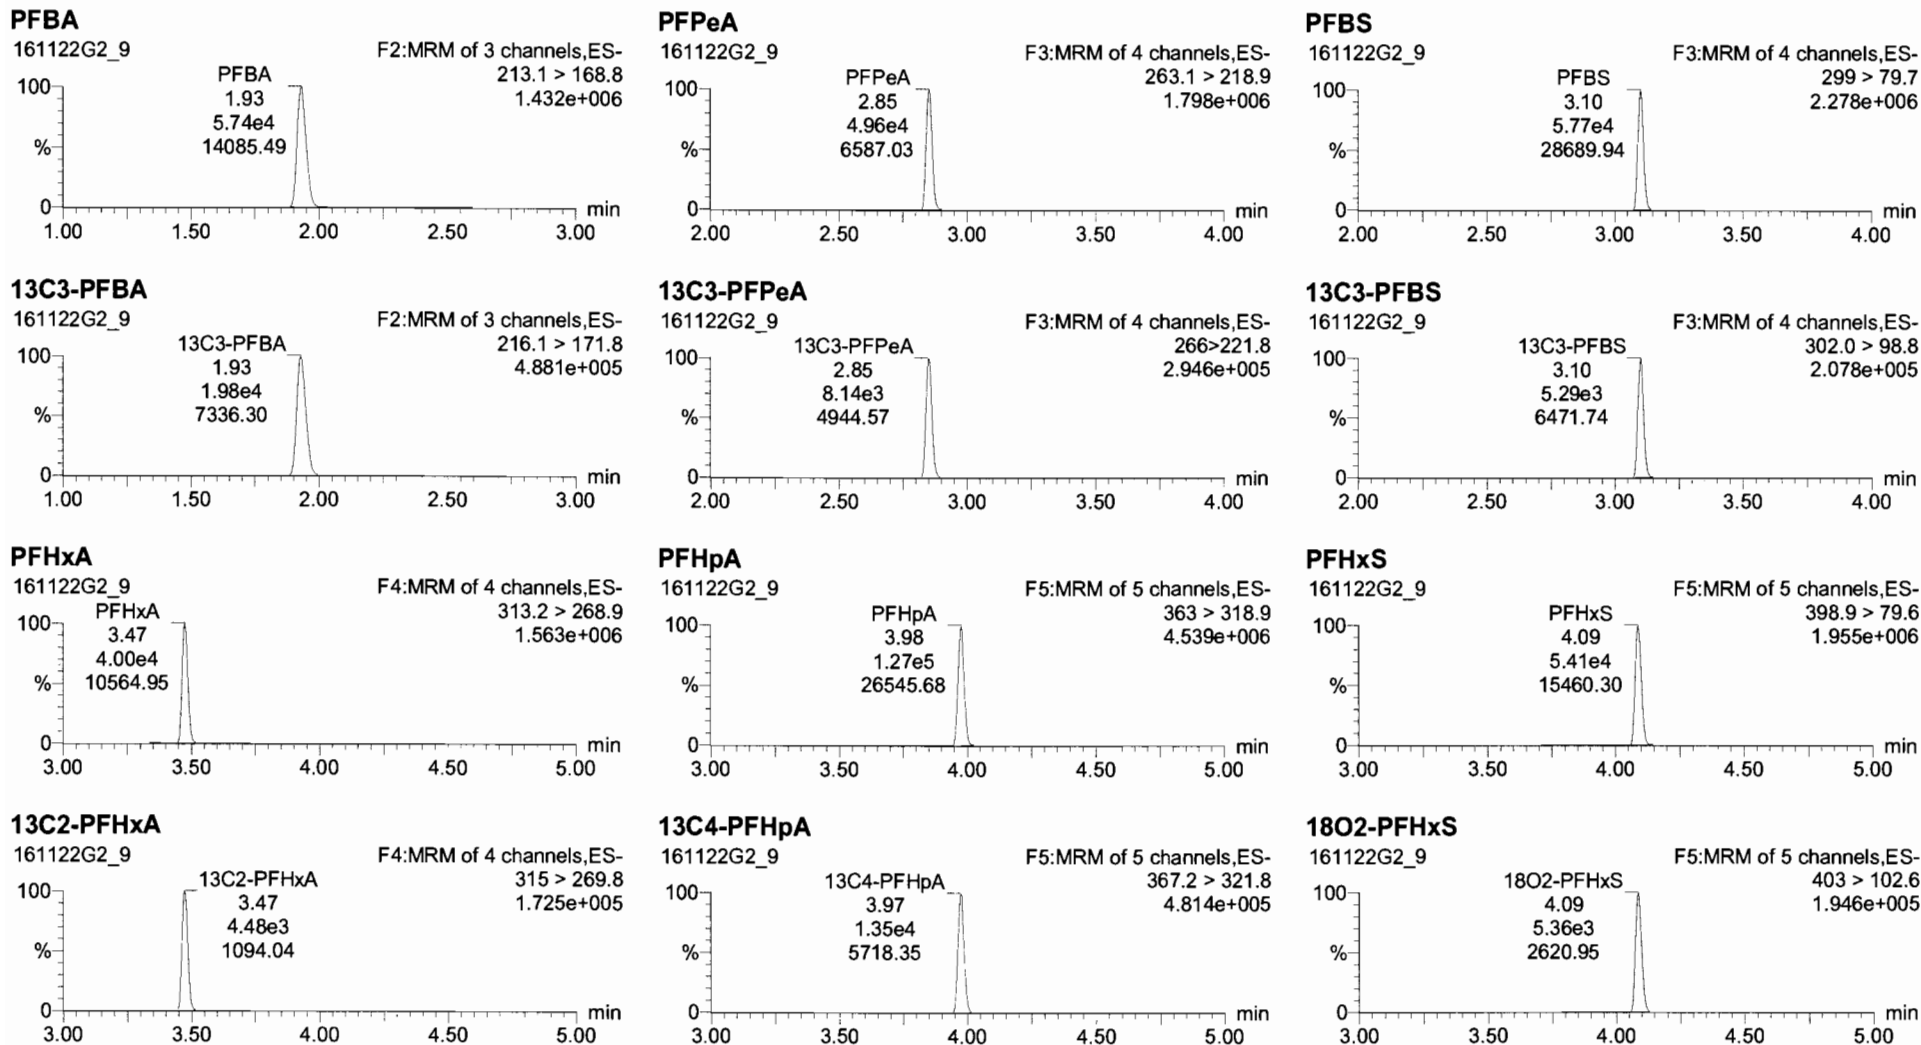 PFBA
161122G2_9
F2:MRM of 3 channels,ES-
213.1 > 168.8
1.432e+006
PFBA
1.93
5.74e4
14085.49
100
%
0
min
1.00 1.50 2.00 2.50 3.00
PFPeA
161122G2_9
F3:MRM of 4 channels,ES-
263.1 > 218.9
1.798e+006
PFPeA
2.85
4.96e4
6587.03
100
%
0
min
2.00 2.50 3.00 3.50 4.00
PFBS
161122G2_9
F3:MRM of 4 channels,ES-
299 > 79.7
2.278e+006
PFBS
3.10
5.77e4
28689.94
100
%
0
min
2.00 2.50 3.00 3.50 4.00
13C3-PFBA
161122G2_9
F2:MRM of 3 channels,ES-
216.1 > 171.8
4.881e+005
13C3-PFBA
1.93
1.98e4
7336.30
100
%
0
min
1.00 1.50 2.00 2.50 3.00
13C3-PFPeA
161122G2_9
F3:MRM of 4 channels,ES-
266>221.8
2.946e+005
13C3-PFPeA
2.85
8.14e3
4944.57
100
%
0
min
2.00 2.50 3.00 3.50 4.00
13C3-PFBS
161122G2_9
F3:MRM of 4 channels,ES-
302.0 > 98.8
2.078e+005
13C3-PFBS
3.10
5.29e3
6471.74
100
%
0
min
2.00 2.50 3.00 3.50 4.00
PFHxA
161122G2_9
F4:MRM of 4 channels,ES-
313.2 > 268.9
1.563e+006
PFHxA
3.47
4.00e4
10564.95
100
%
0
min
3.00 3.50 4.00 4.50 5.00
PFHpA
161122G2_9
F5:MRM of 5 channels,ES-
363 > 318.9
4.539e+006
PFHpA
3.98
1.27e5
26545.68
100
%
0
min
3.00 3.50 4.00 4.50 5.00
PFHxS
161122G2_9
F5:MRM of 5 channels,ES-
398.9 > 79.6
1.955e+006
PFHxS
4.09
5.41e4
15460.30
100
%
0
min
3.00 3.50 4.00 4.50 5.00
13C2-PFHxA
161122G2_9
F4:MRM of 4 channels,ES-
315 > 269.8
1.725e+005
13C2-PFHxA
3.47
4.48e3
1094.04
100
%
0
min
3.00 3.50 4.00 4.50 5.00
13C4-PFHpA
161122G2_9
F5:MRM of 5 channels,ES-
367.2 > 321.8
4.814e+005
13C4-PFHpA
3.97
1.35e4
5718.35
100
%
0
min
3.00 3.50 4.00 4.50 5.00
18O2-PFHxS
161122G2_9
F5:MRM of 5 channels,ES-
403 > 102.6
1.946e+005
18O2-PFHxS
4.09
5.36e3
2620.95
100
%
0
min
3.00 3.50 4.00 4.50 5.00